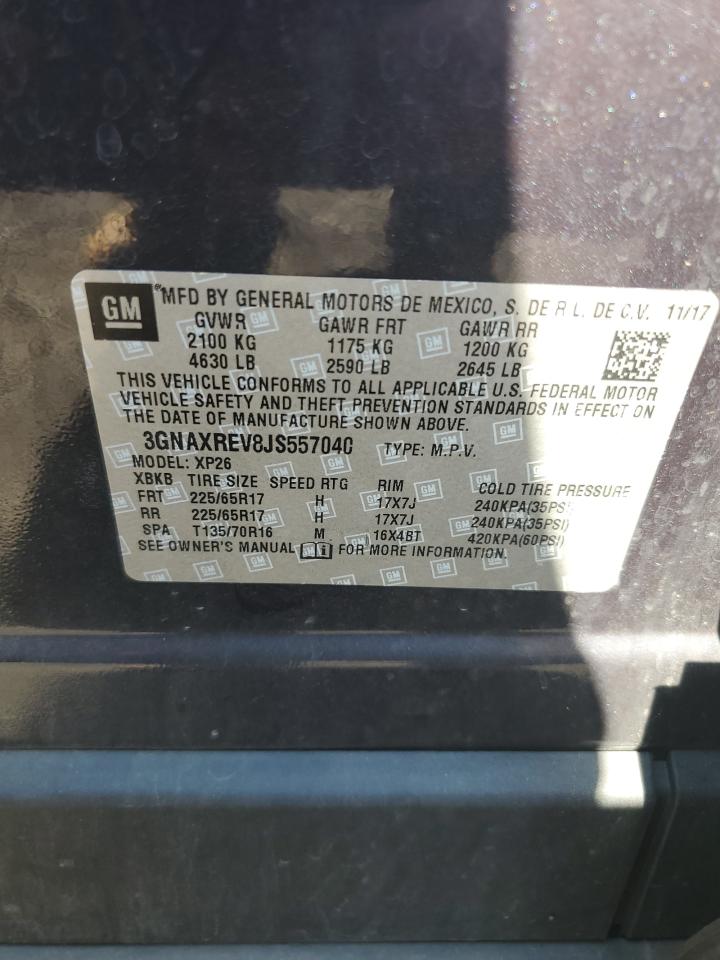 GM ®MFD BY GENERAL MOTORS DE MEXICO, S. DE R.L. DE C.V. 11/17
GVWR GAWR FRT GAWR RR
2100 KG 1175 KG 1200 KG
4630 LB 2590 LB 2645 LB
THIS VEHICLE CONFORMS TO ALL APPLICABLE U.S. FEDERAL MOTOR
VEHICLE SAFETY AND THEFT PREVENTION STANDARDS IN EFFECT ON
THE DATE OF MANUFACTURE SHOWN ABOVE.
3GNAXREV8JS557040 TYPE: M.P.V.
MODEL: XP26
XBKB TIRE SIZE SPEED RTG RIM COLD TIRE PRESSURE
FRT 225/65R17 H 17X7J 240KPA(35PSI)
RR 225/65R17 H 17X7J 240KPA(35PSI)
SPA T135/70R16 M 16X4BT 420KPA(60PSI)
SEE OWNER'S MANUAL FOR MORE INFORMATION.